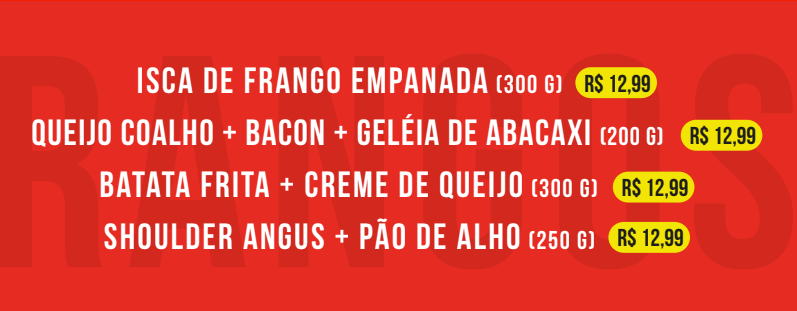 RANGOS
ISCA DE FRANGO EMPANADA (300 G) R$ 12,99
QUEIJO COALHO + BACON + GELÉIA DE ABACAXI (200 G) R$ 12,99
BATATA FRITA + CREME DE QUEIJO (300 G) R$ 12,99
SHOULDER ANGUS + PÃO DE ALHO (250 G) R$ 12,99